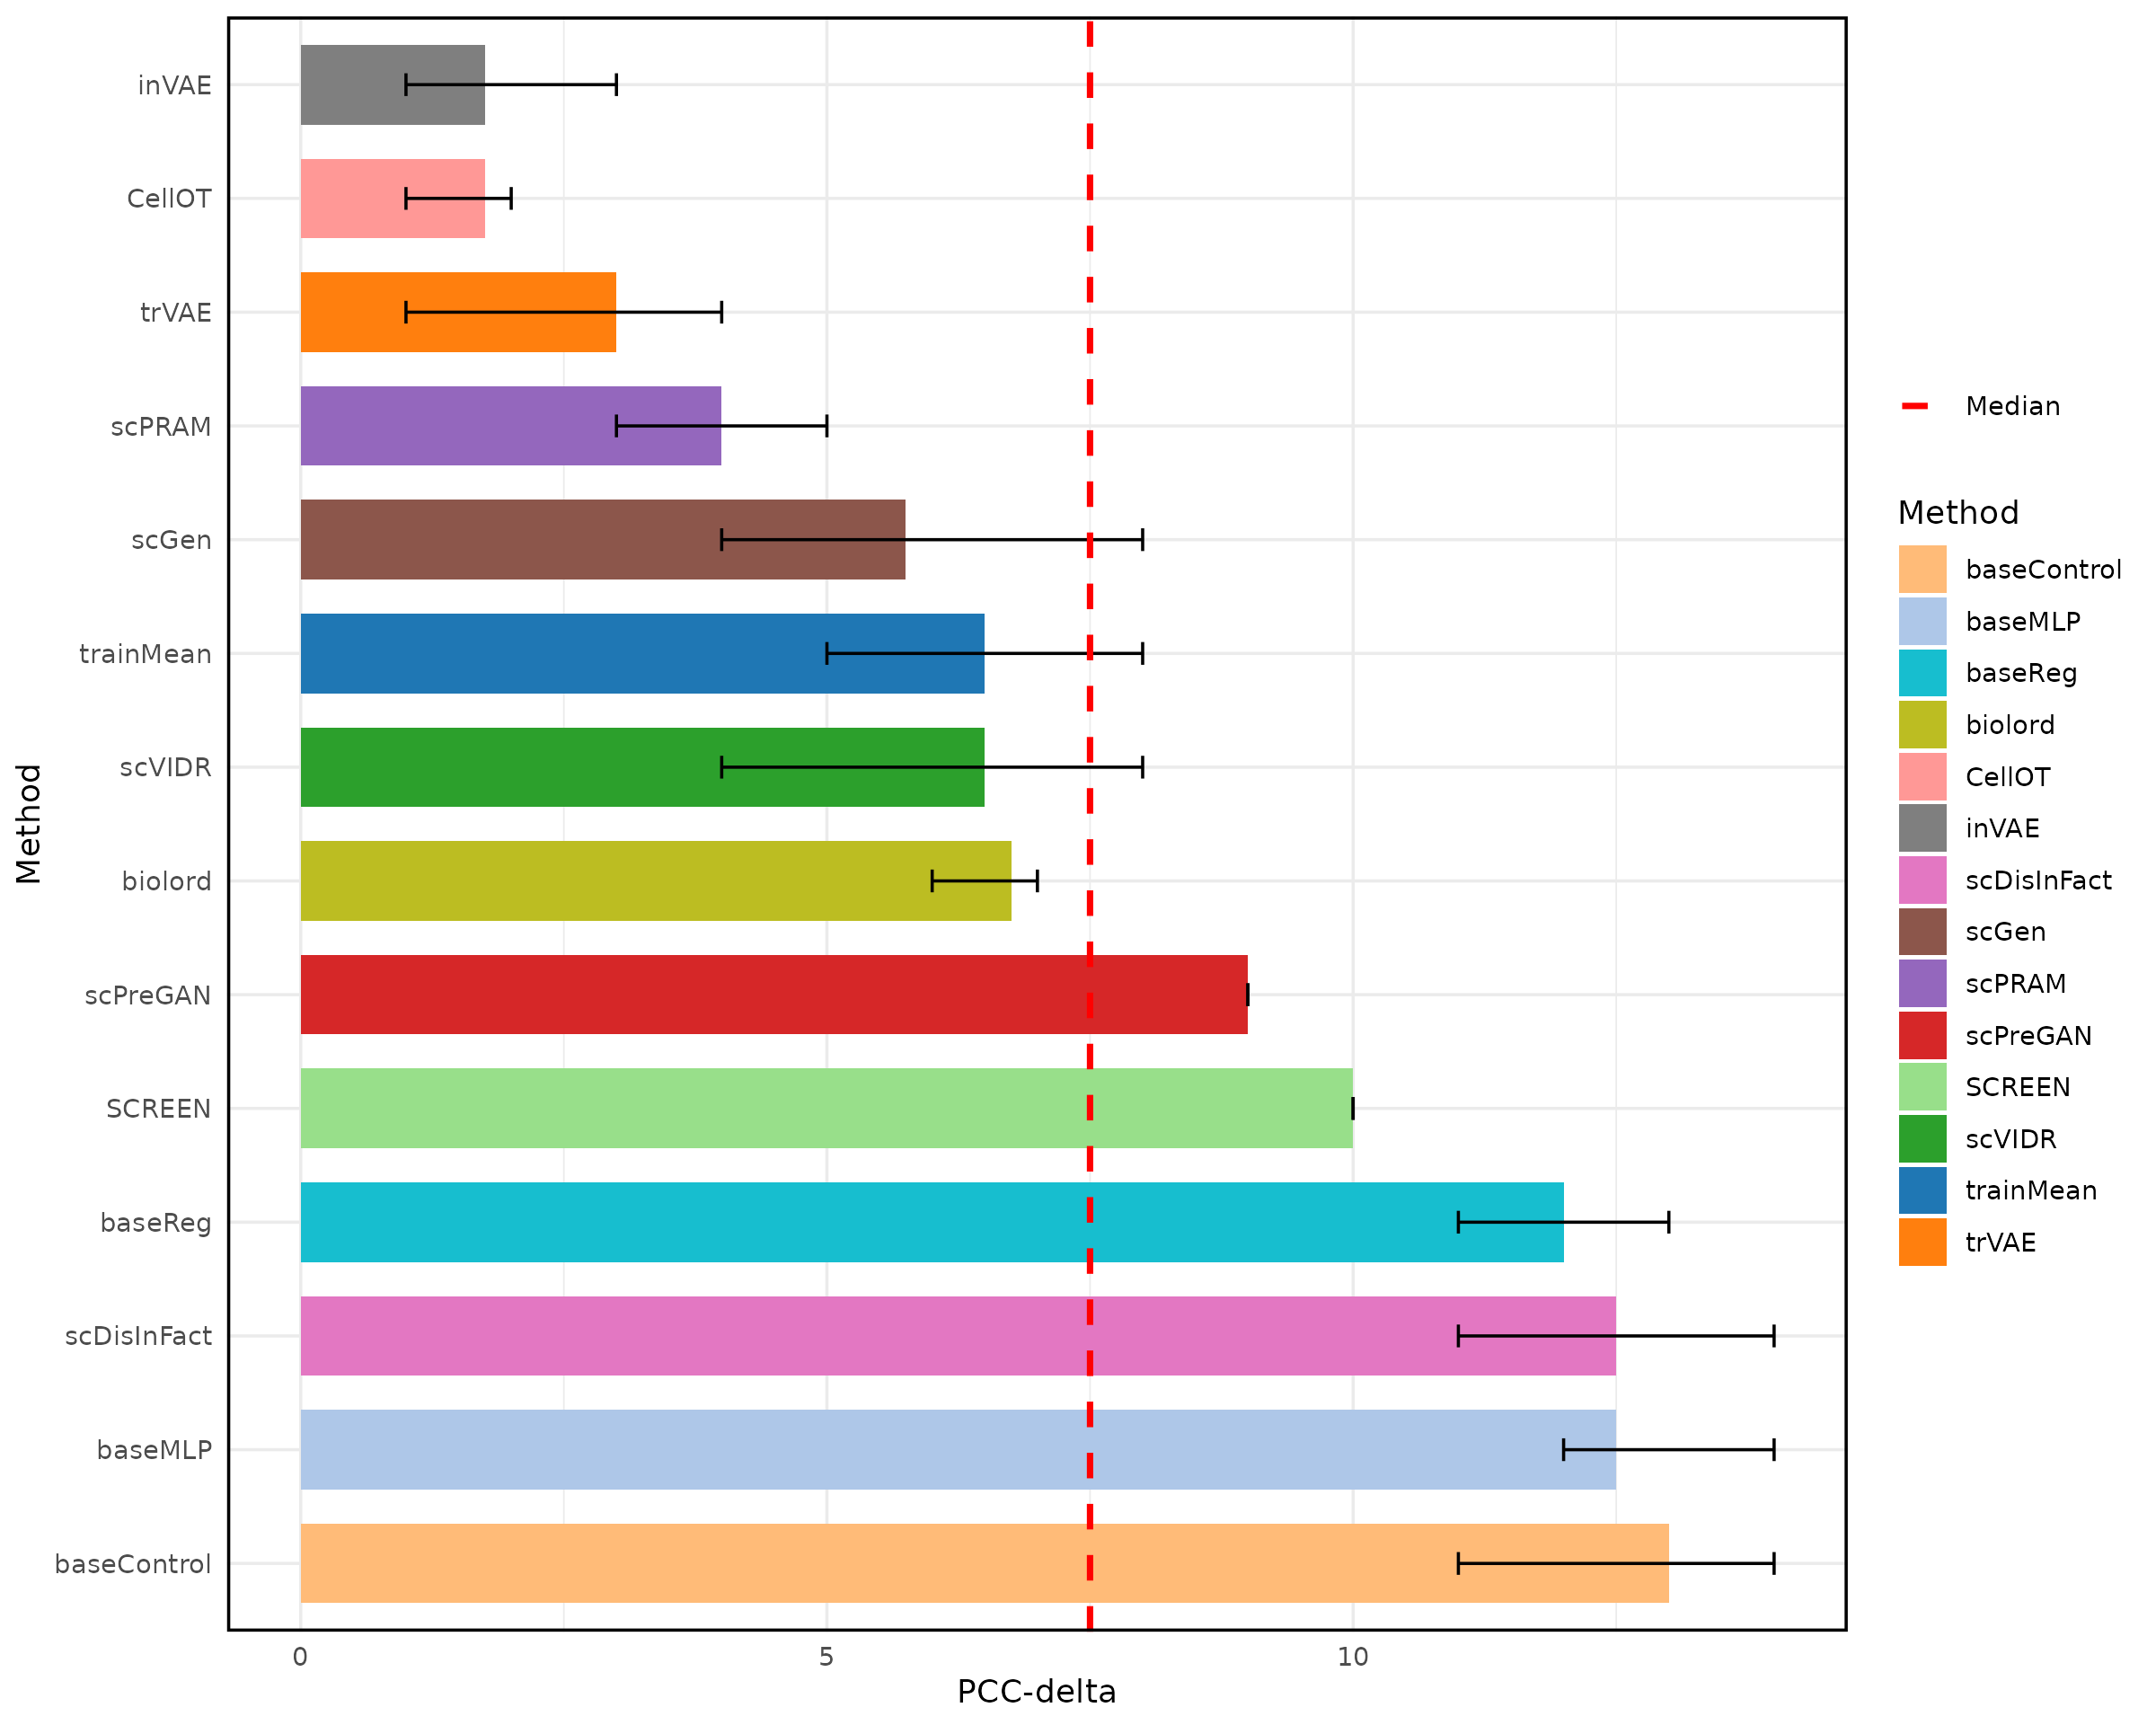 Method
inVAE
CellOT
trVAE
scPRAM
scGen
trainMean
scVIDR
biolord
scPreGAN
SCREEN
baseReg
scDisInFact
baseMLP
baseControl
0 5 10
PCC-delta
Median
Method
baseControl
baseMLP
baseReg
biolord
CellOT
inVAE
scDisInFact
scGen
scPRAM
scPreGAN
SCREEN
scVIDR
trainMean
trVAE